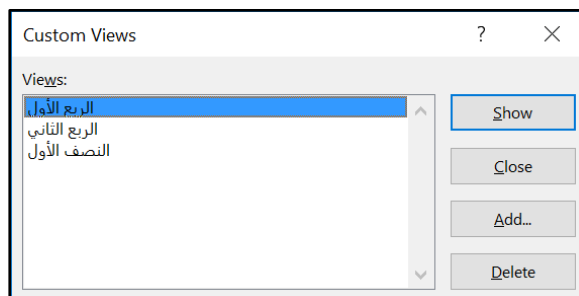 Custom Views
?
Views:
الربع الأول
الربع الثاني
النصف الأول
Show
Close
Add...
Delete